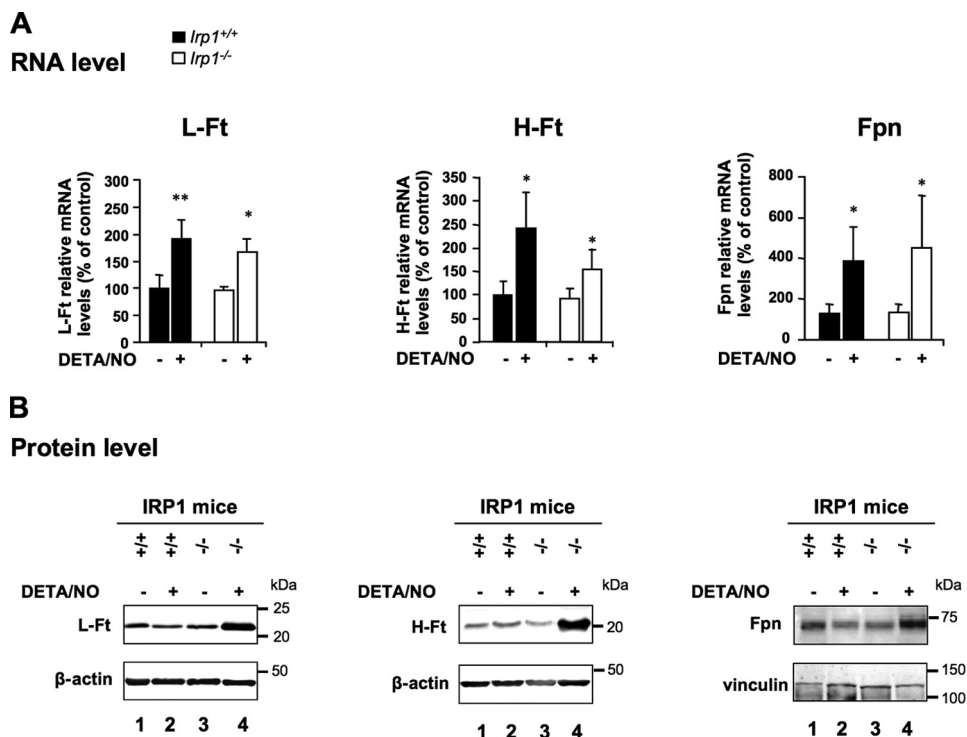 A
RNA level
Irp1+/+
Irp1-/-
L-Ft
L-Ft relative mRNA
levels (% of control)
300
250
200
150
100
50
0
**
*
DETA/NO - + - +
H-Ft
H-Ft relative mRNA
levels (% of control)
350
300
250
200
150
100
50
0
*
*
DETA/NO - + - +
Fpn
Fpn relative mRNA
levels (% of control)
800
600
400
200
0
*
*
DETA/NO - + - +
B
Protein level
IRP1 mice
+/+ +/+ -/- -/-
DETA/NO - + - + kDa
L-Ft
25
20
β-actin
50
1 2 3 4
IRP1 mice
+/+ +/+ -/- -/-
DETA/NO - + - + kDa
H-Ft
20
β-actin
50
1 2 3 4
IRP1 mice
+/+ +/+ -/- -/-
DETA/NO - + - + kDa
Fpn
75
vinculin
150
100
1 2 3 4